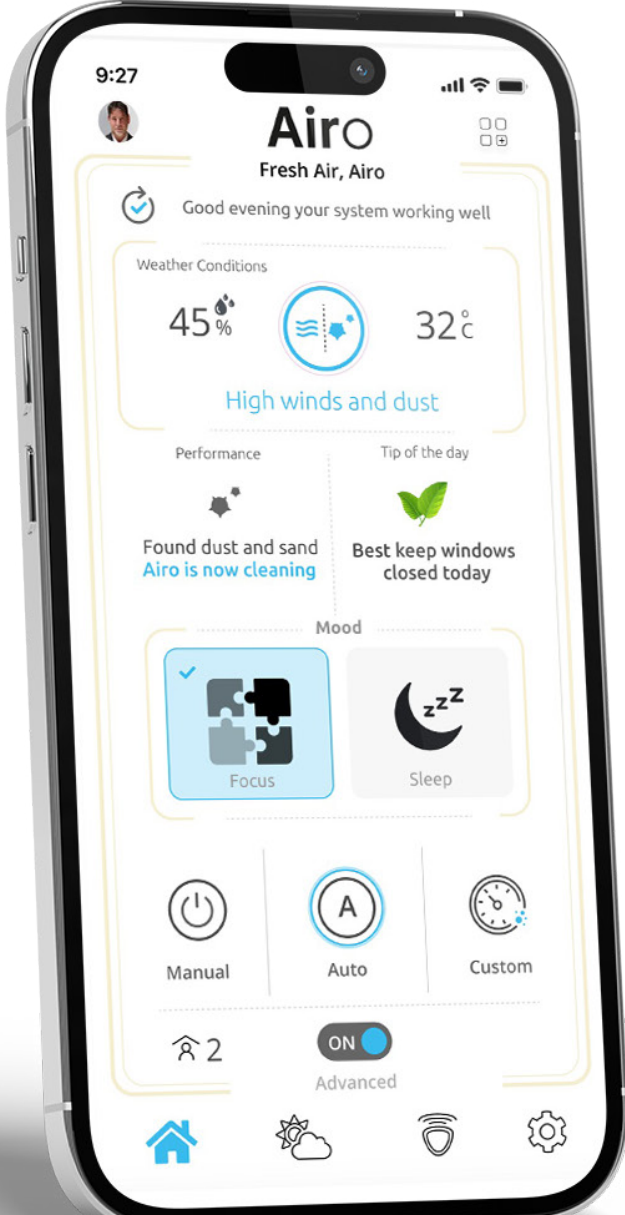 9:27
Airo
Fresh Air, Airo
Good evening your system working well
Weather Conditions
45 %
32 °C
High winds and dust
Performance
Tip of the day
Found dust and sand
Airo is now cleaning
Best keep windows
closed today
Mood
Focus
zzZ
Sleep
A
Manual
Auto
Custom
2
ON
Advanced